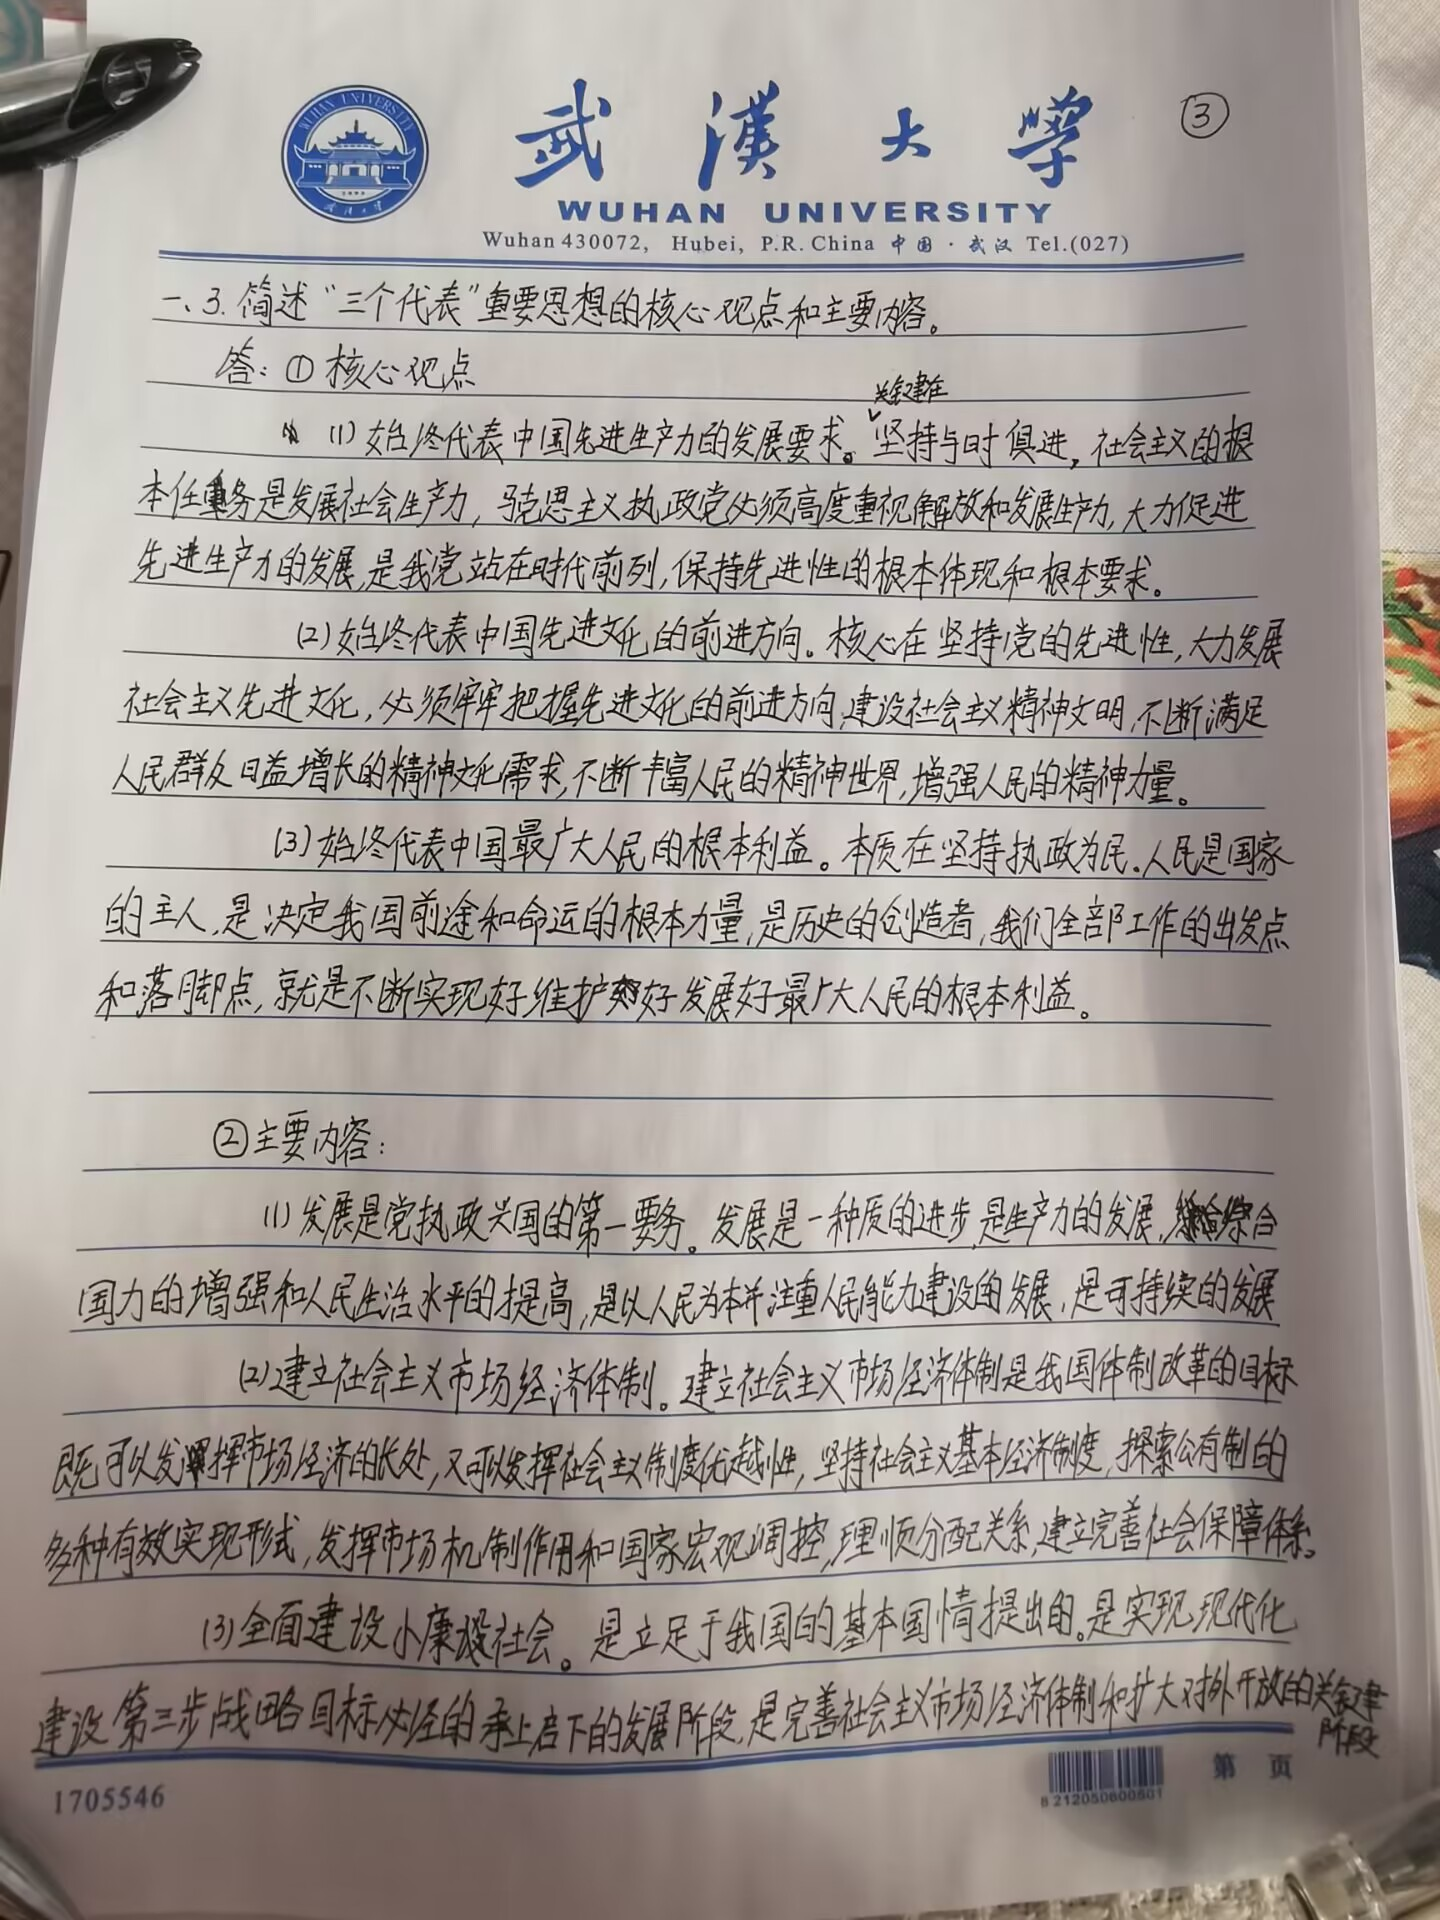 ③
WUHAN UNIVERSITY
武漢大学
WUHAN UNIVERSITY
Wuhan 430072, Hubei, P.R. China 中国·武汉 Tel.(027)
一、3. 简述“三个代表”重要思想的核心观点和主要内容。
答：①核心观点
关键在
(1) 始终代表中国先进生产力的发展要求。坚持与时俱进，社会主义的根
本任务是发展社会生产力，马克思主义执政党必须高度重视解放和发展生产力，大力促进
先进生产力的发展，是我党站在时代前列，保持先进性的根本体现和根本要求。
(2) 始终代表中国先进文化的前进方向。核心在坚持党的先进性，大力发展
社会主义先进文化，必须牢牢把握先进文化的前进方向，建设社会主义精神文明，不断满足
人民群众日益增长的精神文化需求，不断丰富人民的精神世界，增强人民的精神力量。
(3) 始终代表中国最广大人民的根本利益。本质在坚持执政为民。人民是国家
的主人，是决定我国前途和命运的根本力量，是历史的创造者，我们全部工作的出发点
和落脚点，就是不断实现好维护好发展好最广大人民的根本利益。
②主要内容：
(1) 发展是党执政兴国的第一要务。发展是一种质的进步，是生产力的发展，综合
国力的增强和人民生活水平的提高，是以人民为本并注重人民能力建设的发展，是可持续的发展
(2) 建立社会主义市场经济体制。建立社会主义市场经济体制是我国体制改革的目标
既可以发挥市场经济的长处，又可以发挥社会主义制度优越性，坚持社会主义基本经济制度，探索公有制的
多种有效实现形式，发挥市场机制作用和国家宏观调控，理顺分配关系，建立完善社会保障体系。
(3) 全面建设小康社会。是立足于我国的基本国情提出的。是实现现代化
建设第三步战略目标必经的承上启下的发展阶段，是完善社会主义市场经济体制和扩大对外开放的关键
阶段
1705546
8212050600501
第 页